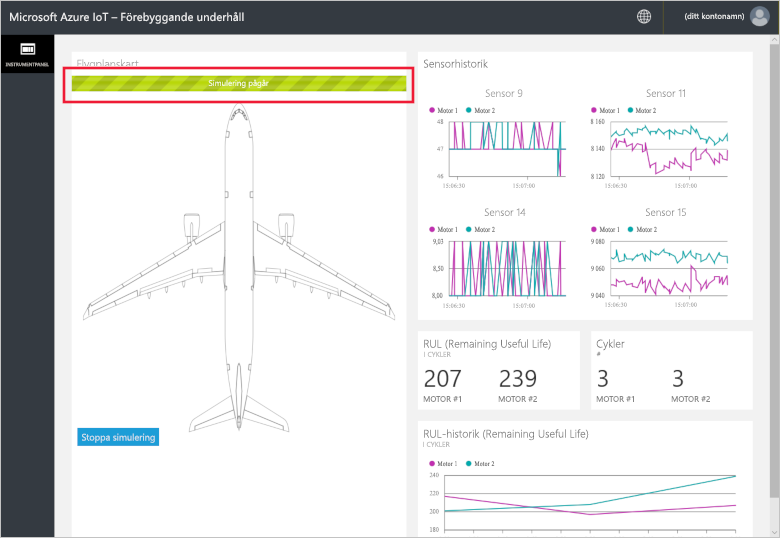 Microsoft Azure IoT – Förebyggande underhåll
(ditt kontonamn)
INSTRUMENTPANEL
Flygplanskart
Simulering pågår
Stoppa simulering
Sensorhistorik
Sensor 9
Motor 1 Motor 2
48
47
46
15:06:30 15:07:00
Sensor 11
Motor 1 Motor 2
8 160
8 140
8 120
15:06:30 15:07:00
Sensor 14
Motor 1 Motor 2
9,03
8,50
8,00
15:06:30 15:07:00
Sensor 15
Motor 1 Motor 2
9 080
9 060
9 040
15:06:30 15:07:00
RUL (Remaining Useful Life)
I CYKLER
207 239
MOTOR #1 MOTOR #2
Cykler
#
3 3
MOTOR #1 MOTOR #2
RUL-historik (Remaining Useful Life)
I CYKLER
Motor 1 Motor 2
240
220
300
180